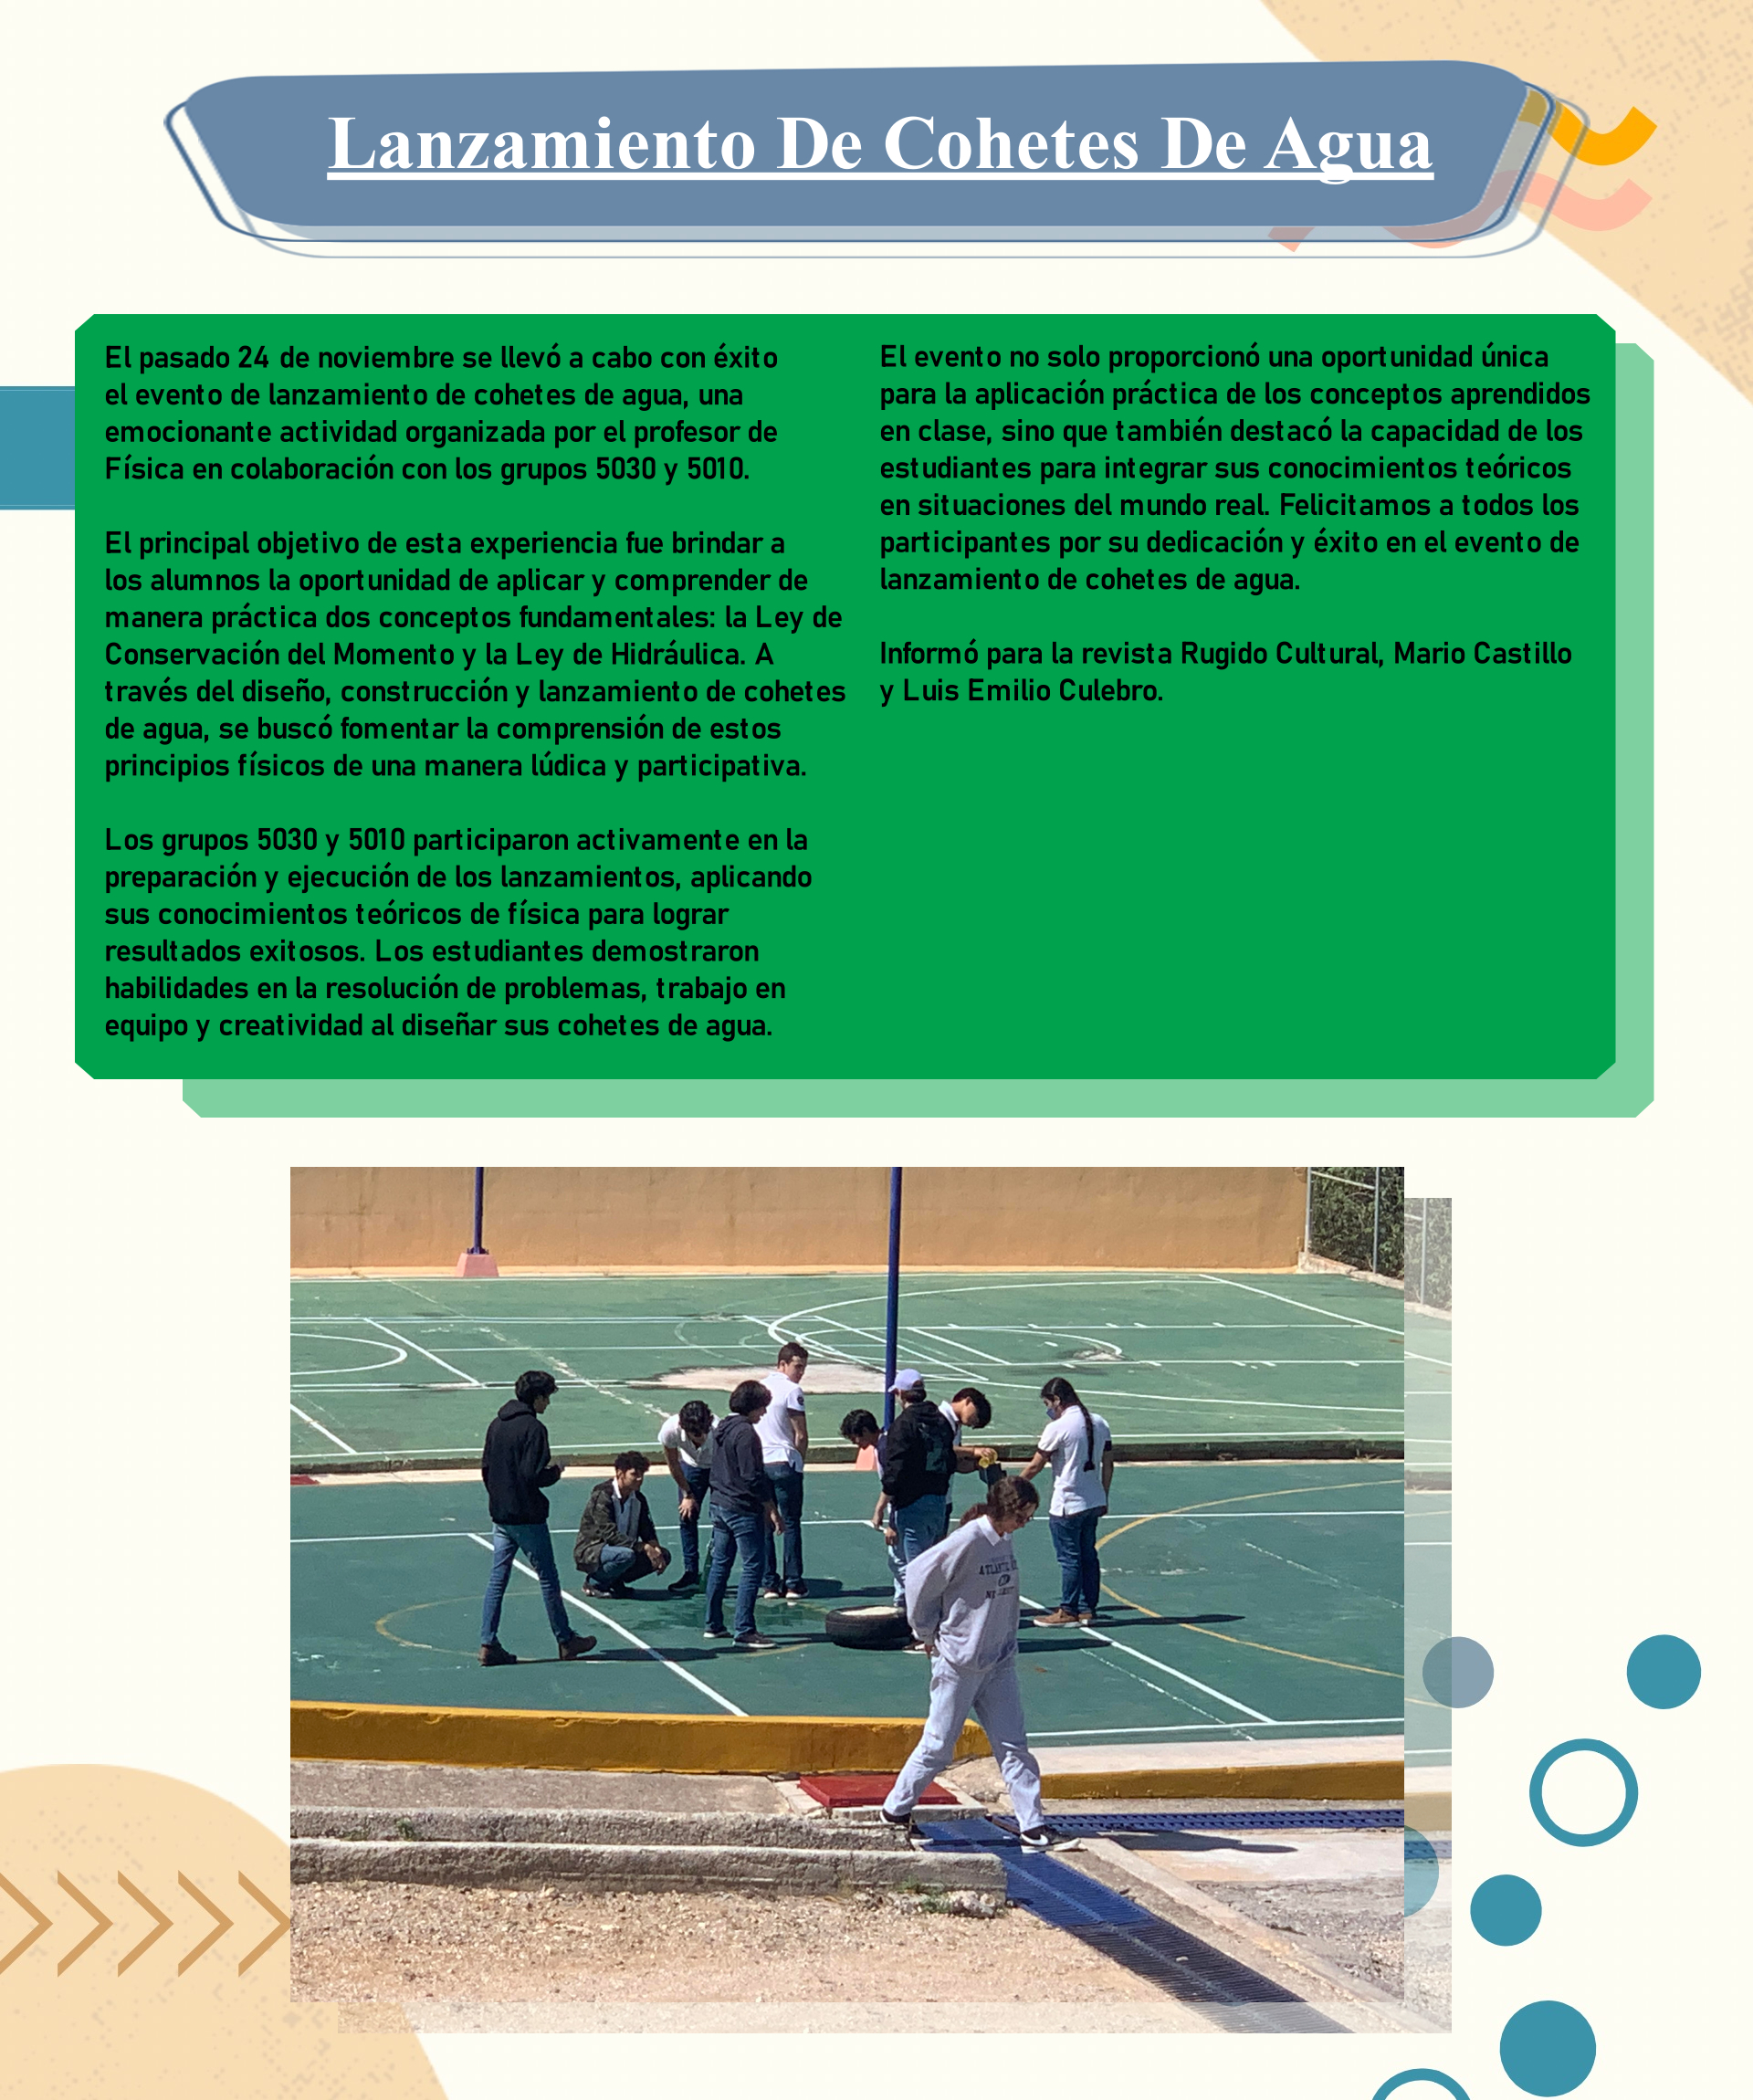 Lanzamiento De Cohetes De Agua
El pasado 24 de noviembre se llevó a cabo con éxito
el evento de lanzamiento de cohetes de agua, una
emocionante actividad organizada por el profesor de
Física en colaboración con los grupos 5030 y 5010.
El principal objetivo de esta experiencia fue brindar a
los alumnos la oportunidad de aplicar y comprender de
manera práctica dos conceptos fundamentales: la Ley de
Conservación del Momento y la Ley de Hidráulica. A
través del diseño, construcción y lanzamiento de cohetes
de agua, se buscó fomentar la comprensión de estos
principios físicos de una manera lúdica y participativa.
Los grupos 5030 y 5010 participaron activamente en la
preparación y ejecución de los lanzamientos, aplicando
sus conocimientos teóricos de física para lograr
resultados exitosos. Los estudiantes demostraron
habilidades en la resolución de problemas, trabajo en
equipo y creatividad al diseñar sus cohetes de agua.
El evento no solo proporcionó una oportunidad única
para la aplicación práctica de los conceptos aprendidos
en clase, sino que también destacó la capacidad de los
estudiantes para integrar sus conocimientos teóricos
en situaciones del mundo real. Felicitamos a todos los
participantes por su dedicación y éxito en el evento de
lanzamiento de cohetes de agua.
Informó para la revista Rugido Cultural, Mario Castillo
y Luis Emilio Culebro.